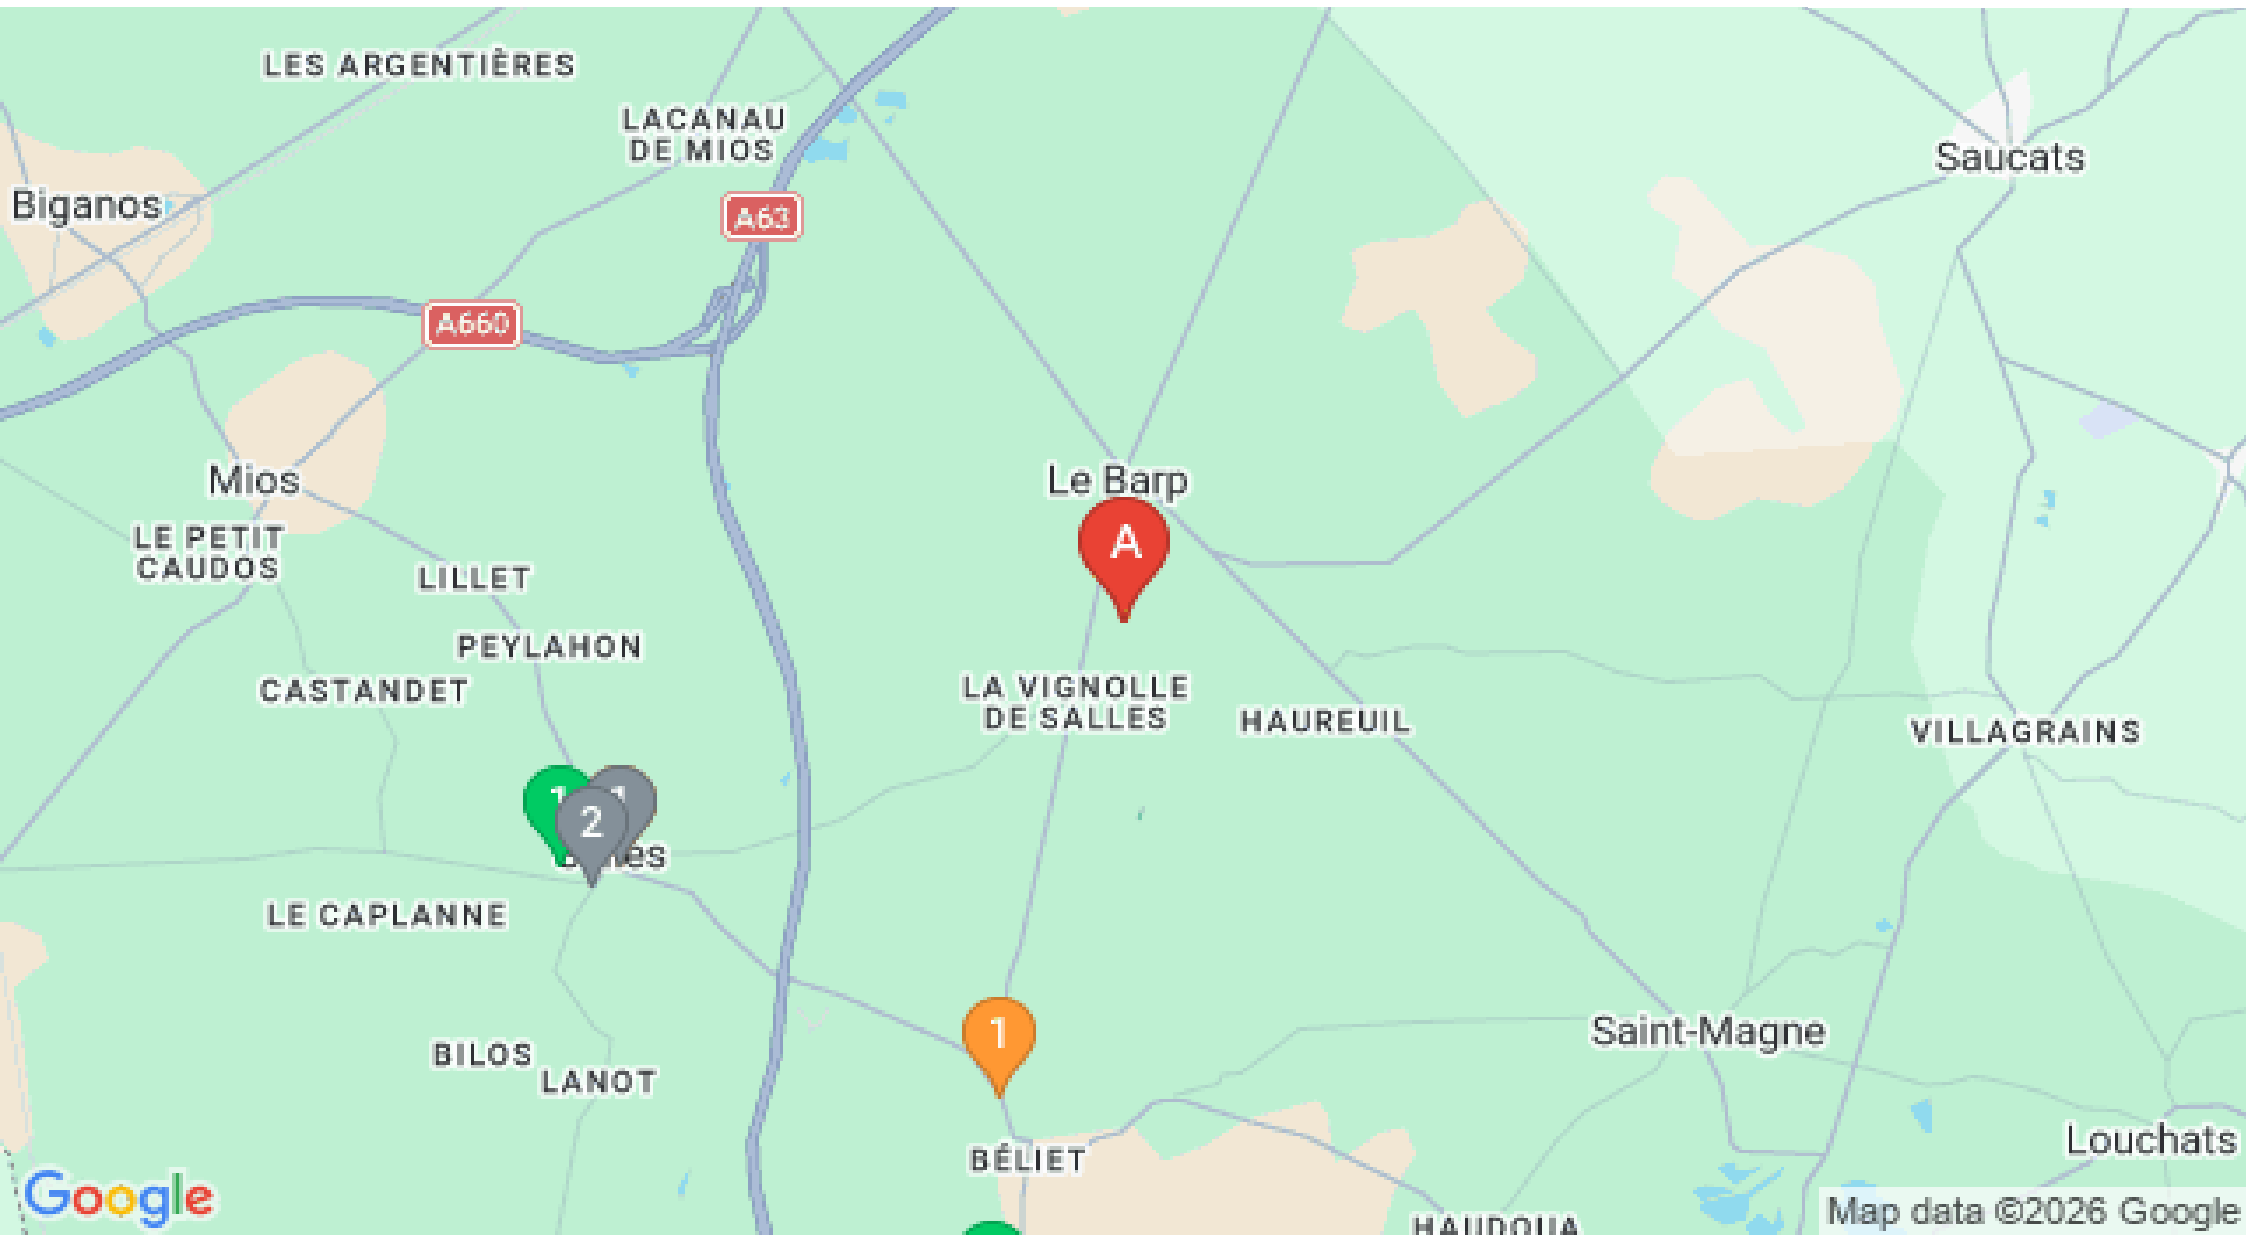 LES ARGENTIÈRES
LACANAU
DE MIOS
Saucats
Biganos
A63
A660
Le Barp
Mios
A
LE PETIT
CAUDOS
LILLET
PEYLAHON
CASTANDET
LA VIGNOLLE
DE SALLES
HAUREUIL
VILLAGRAINS
1
1
2
LE CAPLANNE
1
Saint-Magne
BILOS
LANOT
BÉLIET
Louchats
Google
Map data ©2026 Google